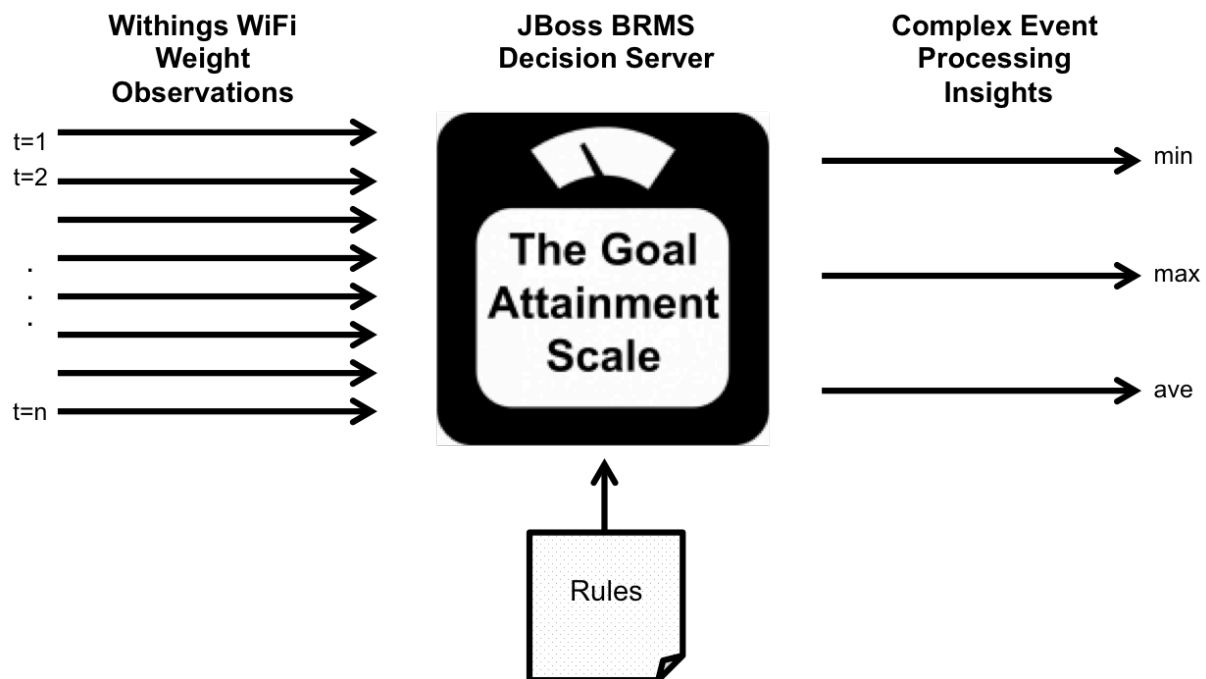 Withings WiFi
Weight
Observations
JBoss BRMS
Decision Server
Complex Event
Processing
Insights
t=1
t=2
.
.
.
t=n
The Goal
Attainment
Scale
min
max
ave
Rules